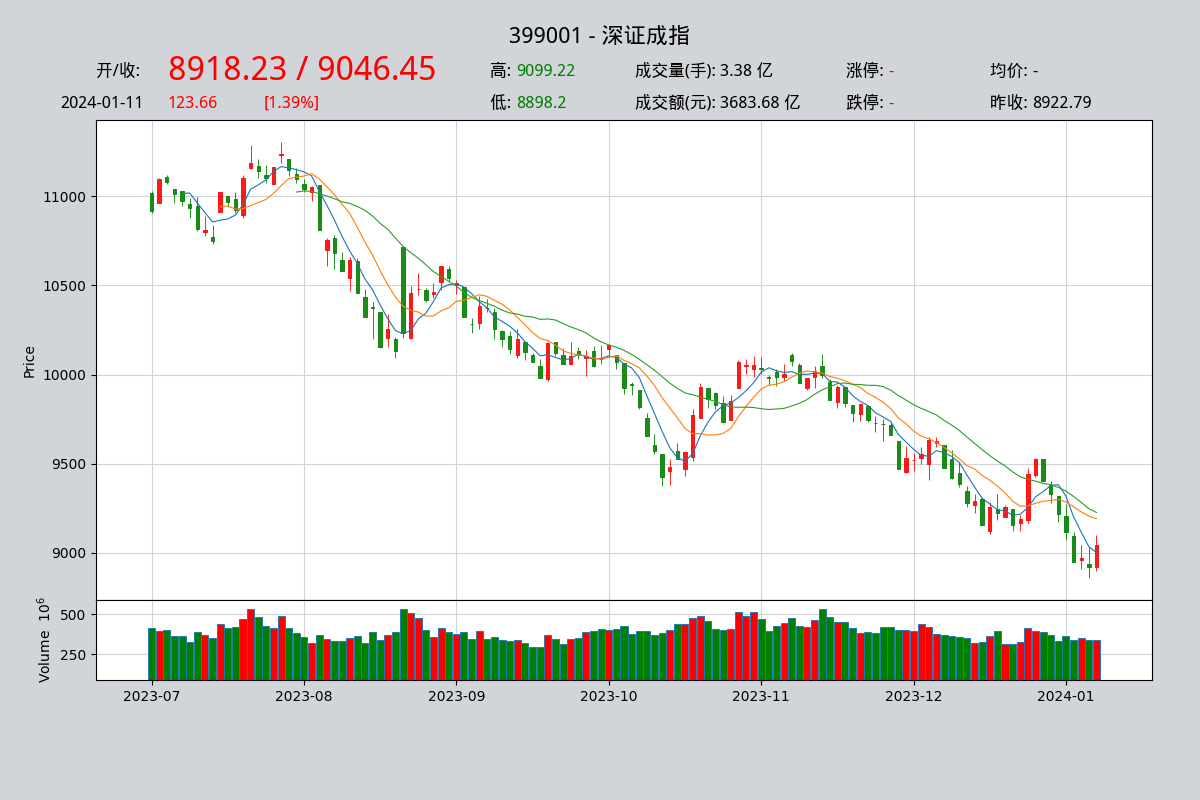 399001 - 深证成指
开/收: 8918.23 / 9046.45 高: 9099.22 成交量(手): 3.38 亿 涨停: - 均价: -
2024-01-11 123.66 [1.39%] 低: 8898.2 成交额(元): 3683.68 亿 跌停: - 昨收: 8922.79
Price
11000
10500
10000
9500
9000
Volume 10^6
500
250
2023-07 2023-08 2023-09 2023-10 2023-11 2023-12 2024-01